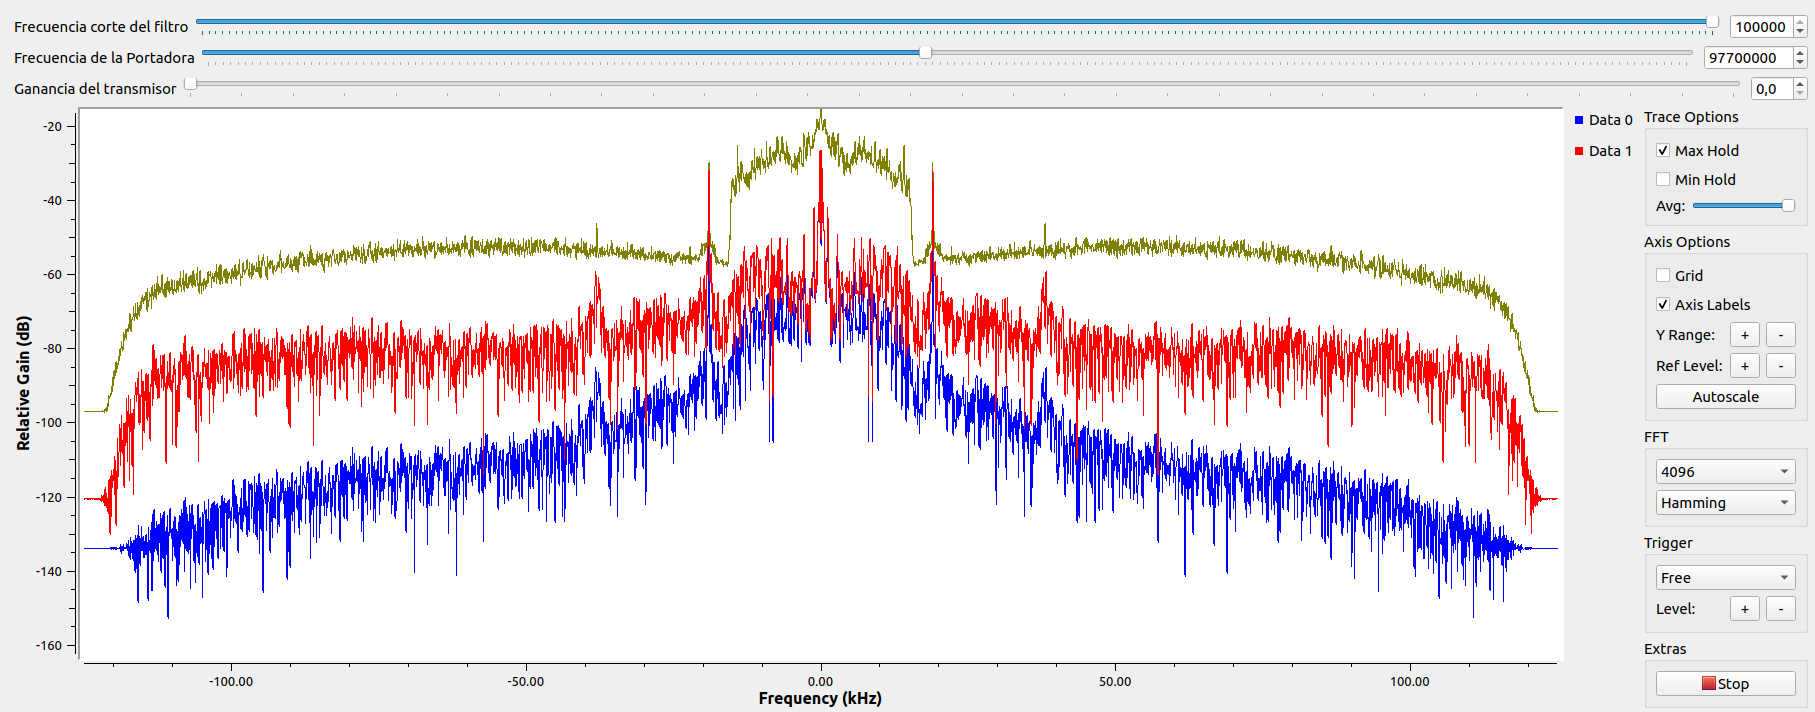 Frecuencia corte del filtro 100000
Frecuencia de la Portadora 97700000
Ganancia del transmisor 0,0
Data 0
Data 1
Trace Options
Max Hold
Min Hold
Avg:
Axis Options
Grid
Axis Labels
Y Range: + -
Ref Level: + -
Autoscale
FFT
4096
Hamming
Trigger
Free
Level: + -
Extras
Stop
Relative Gain (dB)
-20
-40
-60
-80
-100
-120
-140
-160
-100.00 -50.00 0.00 50.00 100.00
Frequency (kHz)